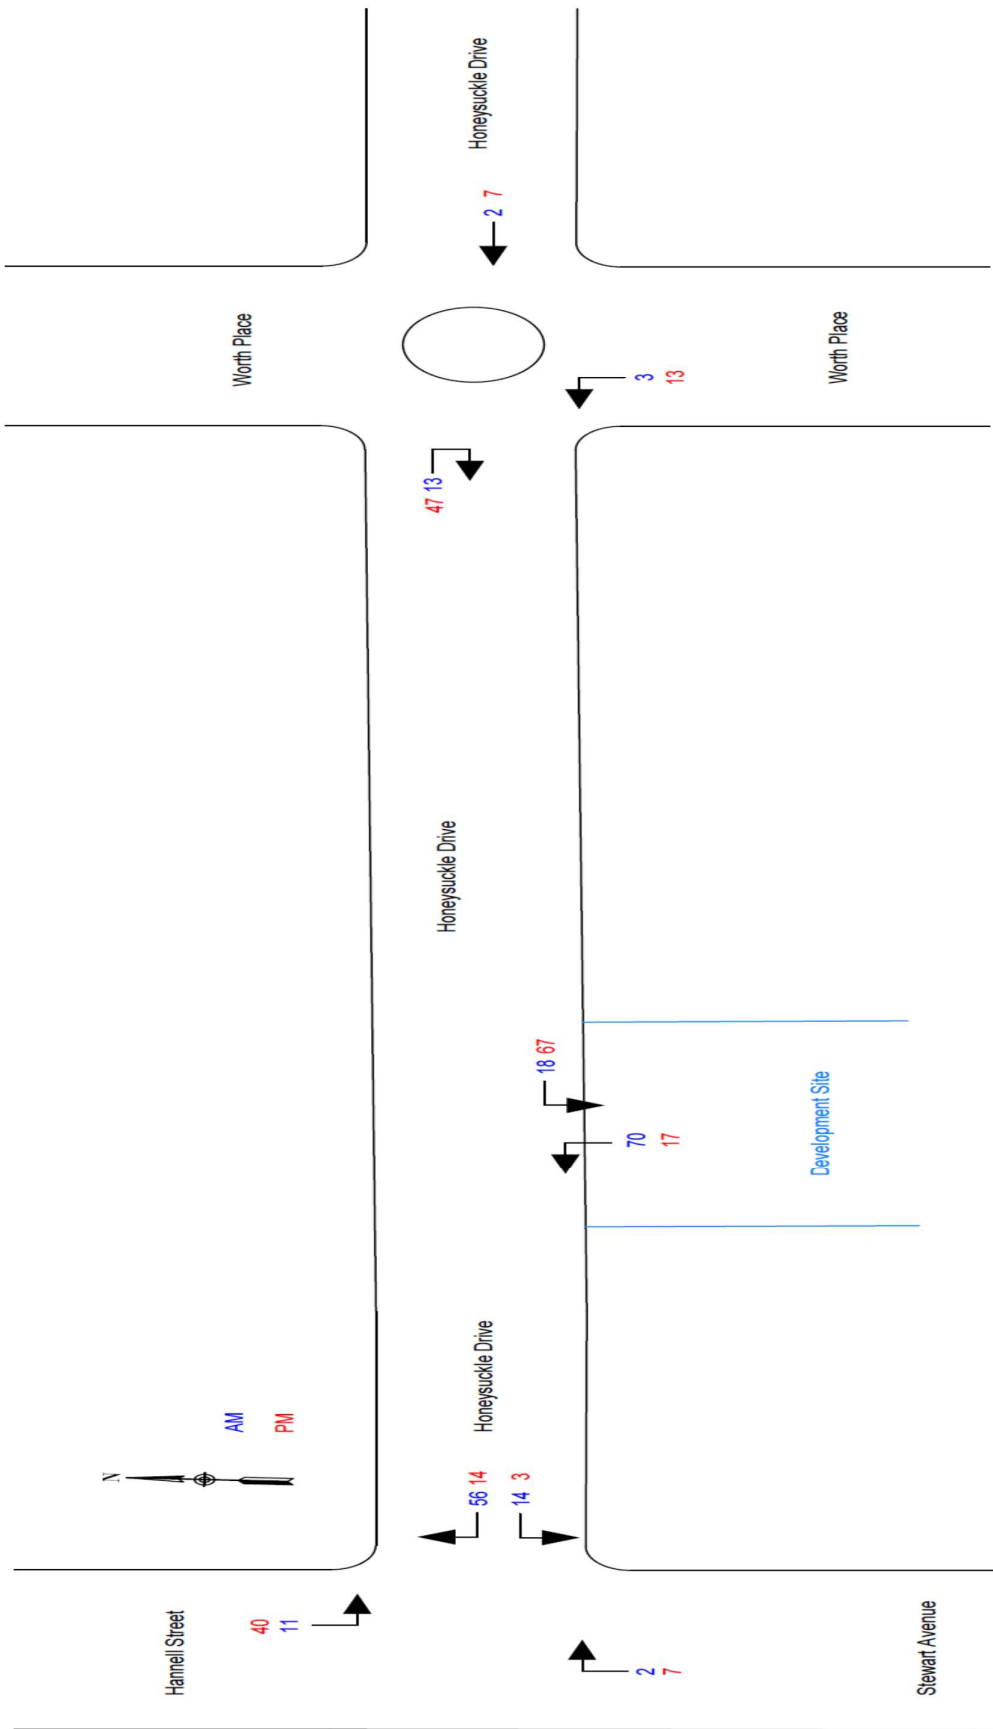 Honeysuckle Drive
2 7
Worth Place
3
13
Worth Place
47 13
Honeysuckle Drive
18 67
70
17
Development Site
Honeysuckle Drive
56 14
14 3
N
AM
PM
Hannell Street
40
11
2
7
Stewart Avenue